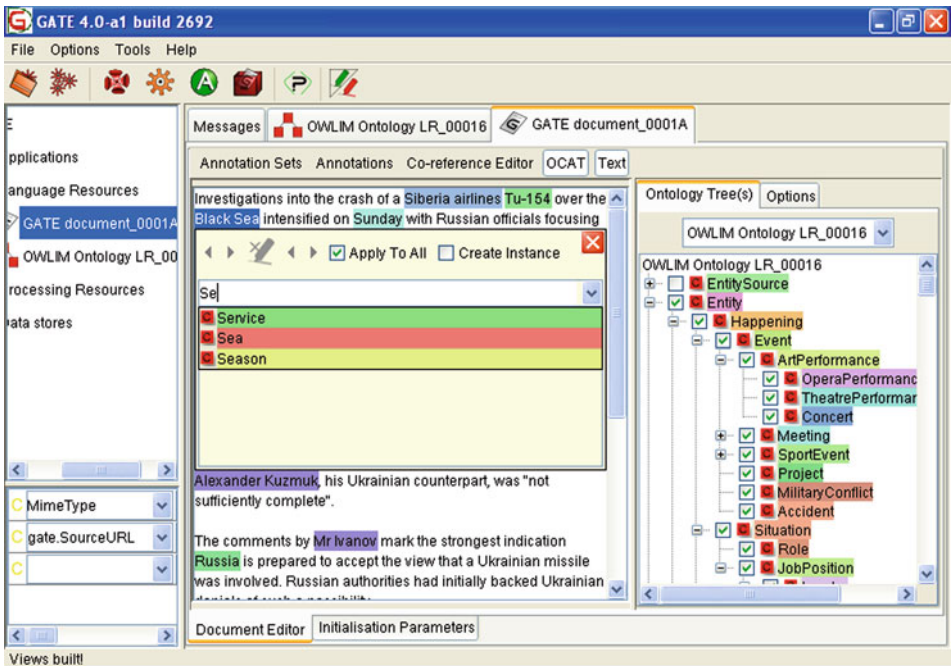 GATE 4.0-a1 build 2692
File Options Tools Help
Messages OWLIM Ontology LR_00016 GATE document_0001A
pplications
anguage Resources
GATE document_0001A
OWLIM Ontology LR_00
rocessing Resources
ata stores
MimeType
gate.SourceURL
Annotation Sets Annotations Co-reference Editor OCAT Text
Investigations into the crash of a Siberia airlines Tu-154 over the
Black Sea intensified on Sunday with Russian officials focusing
Apply To All Create Instance
Se
C Service
C Sea
C Season
Alexander Kuzmuk, his Ukrainian counterpart, was "not
sufficiently complete".
The comments by Mr Ivanov mark the strongest indication
Russia is prepared to accept the view that a Ukrainian missile
was involved. Russian authorities had initially backed Ukrainian
Ontology Tree(s) Options
OWLIM Ontology LR_00016
OWLIM Ontology LR_00016
C EntitySource
C Entity
C Happening
C Event
C ArtPerformance
C OperaPerformanc
C TheatrePerformar
C Concert
C Meeting
C SportEvent
C Project
C MilitaryConflict
C Accident
C Situation
C Role
C JobPosition
Document Editor Initialisation Parameters
Views built!